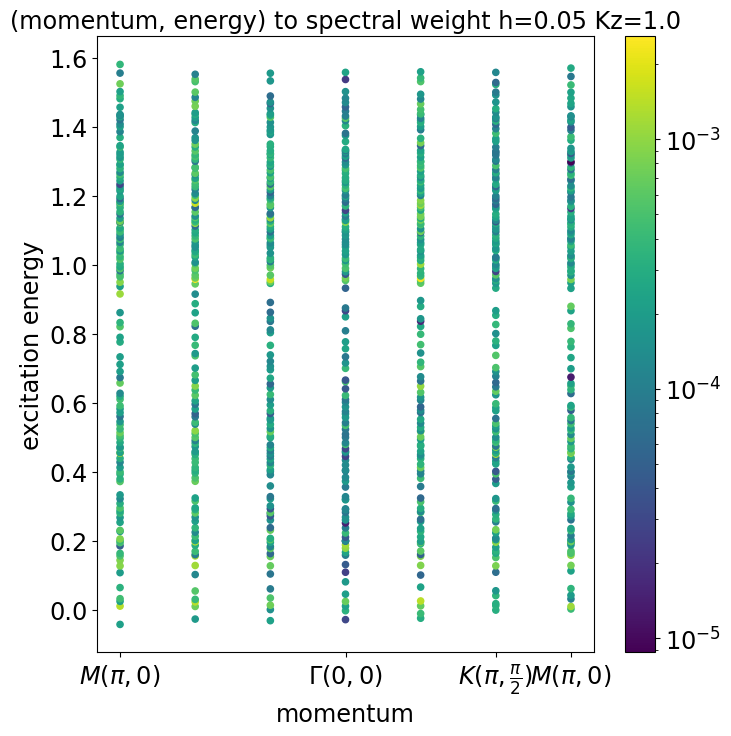 (momentum, energy) to spectral weight h=0.05 Kz=1.0
1.6
1.4
1.2
1.0
0.8
0.6
0.4
0.2
0.0
excitation energy
M(π, 0)
Γ(0, 0)
K(π, π/2)
M(π, 0)
momentum
10⁻³
10⁻⁴
10⁻⁵